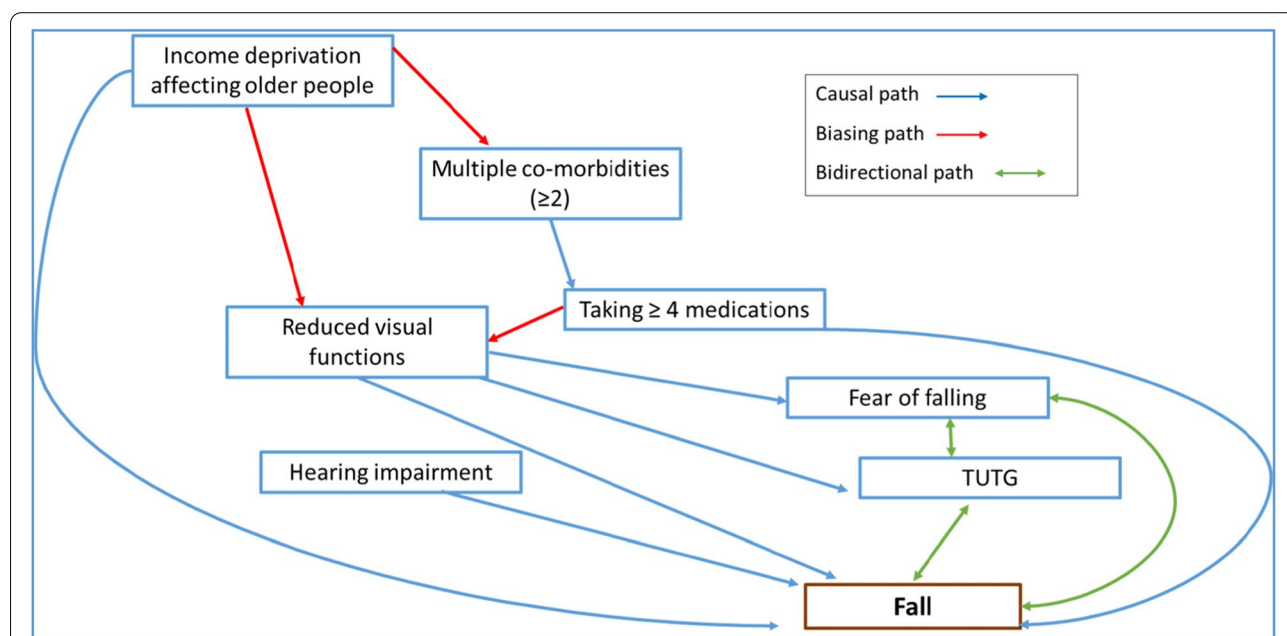 Income deprivation
affecting older people
Causal path
Biasing path
Bidirectional path
Multiple co-morbidities
(≥2)
Taking ≥ 4 medications
Reduced visual
functions
Fear of falling
Hearing impairment
TUTG
Fall